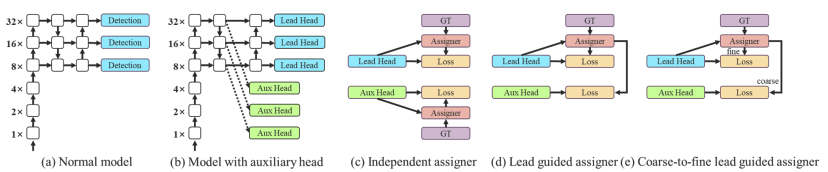 32× Detection
16× Detection
8× Detection
4×
2×
1×
(a) Normal model
32× Lead Head
16× Lead Head
8× Lead Head
4× Aux Head
2× Aux Head
1× Aux Head
(b) Model with auxiliary head
GT
Assigner
Lead Head Loss
Aux Head Loss
Assigner
GT
(c) Independent assigner
GT
Assigner
Lead Head Loss
Aux Head Loss
(d) Lead guided assigner
GT
Assigner
fine
Lead Head Loss
coarse
Aux Head Loss
(e) Coarse-to-fine lead guided assigner